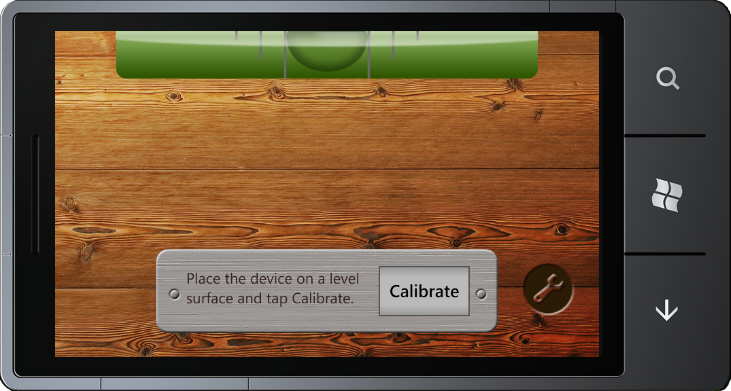 Place the device on a level
surface and tap Calibrate.
Calibrate